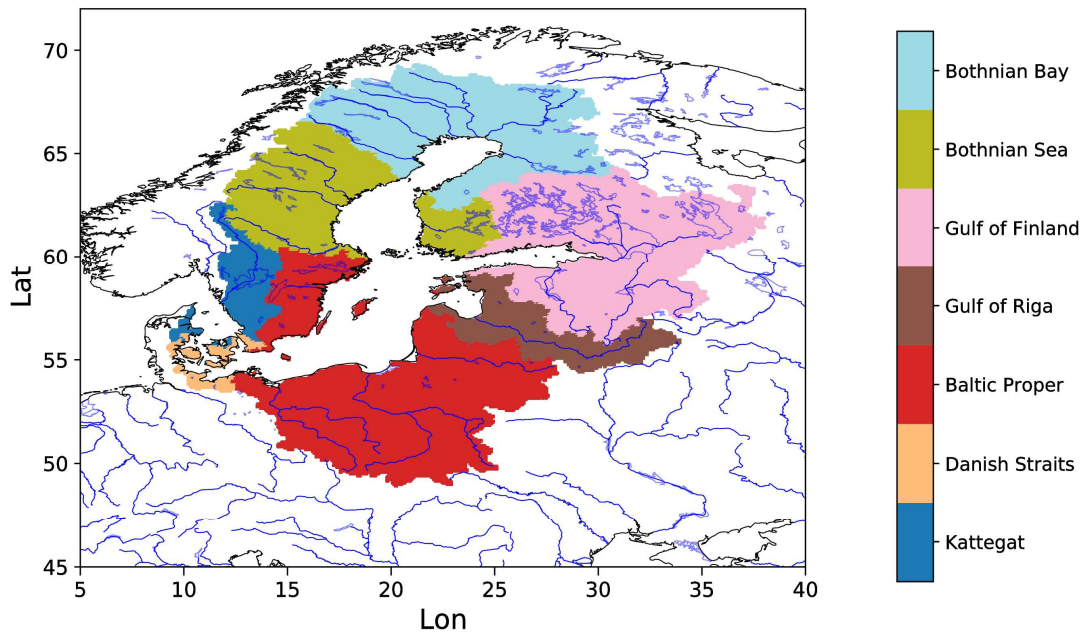 70
65
60
55
50
45
Lat
5
10
15
20
25
30
35
40
Lon
Bothnian Bay
Bothnian Sea
Gulf of Finland
Gulf of Riga
Baltic Proper
Danish Straits
Kattegat